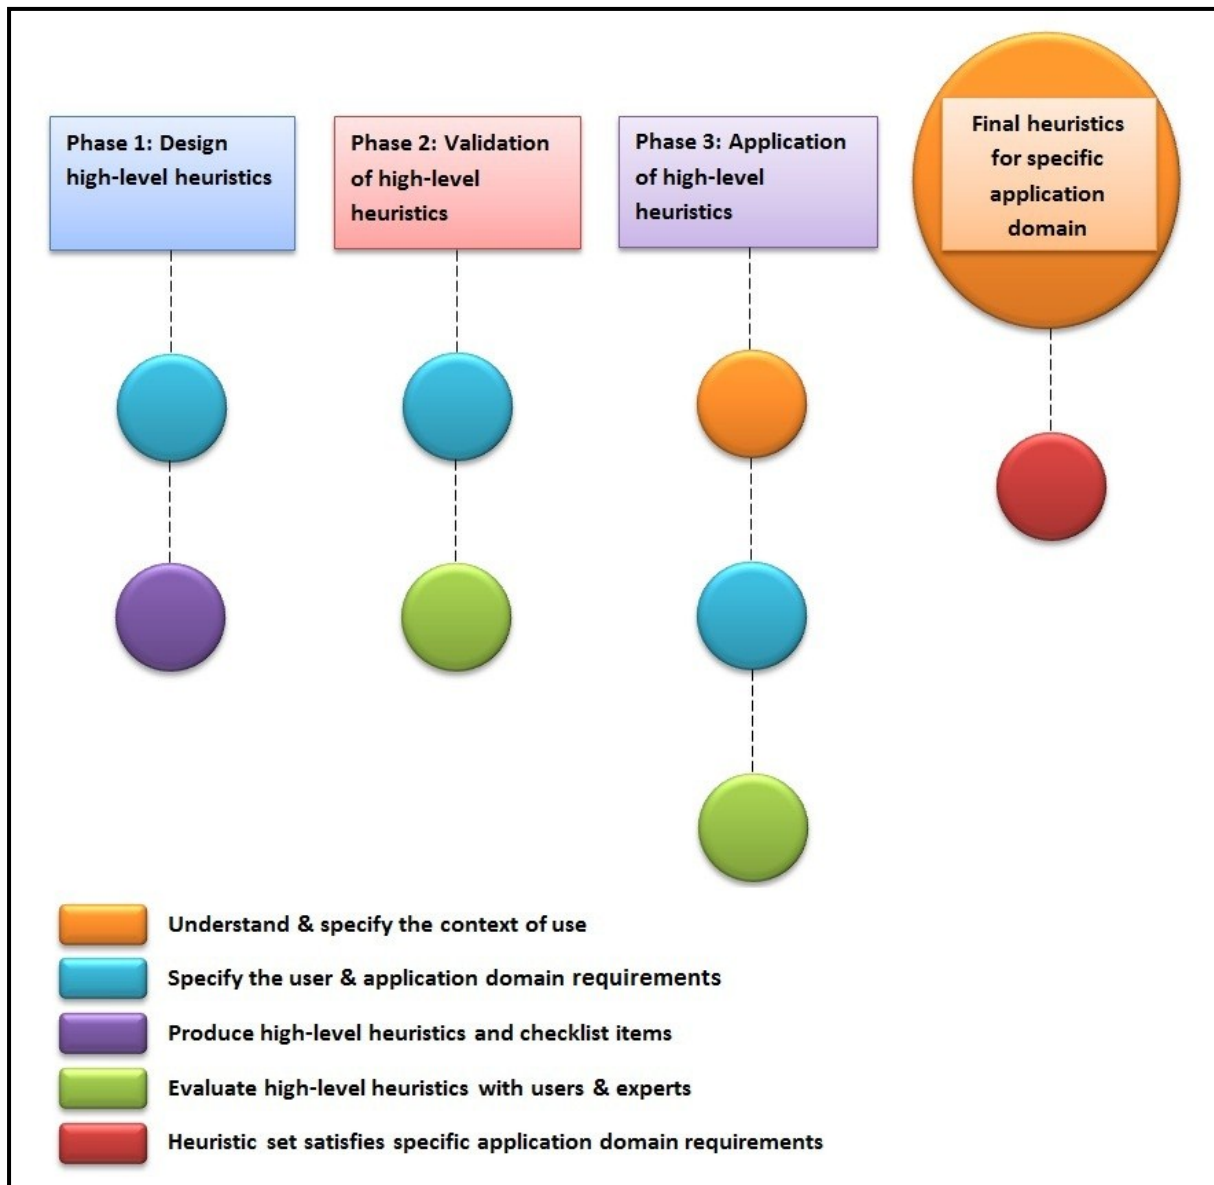 Phase 1: Design
high-level heuristics
Phase 2: Validation
of high-level
heuristics
Phase 3: Application
of high-level
heuristics
Final heuristics
for specific
application
domain
Understand & specify the context of use
Specify the user & application domain requirements
Produce high-level heuristics and checklist items
Evaluate high-level heuristics with users & experts
Heuristic set satisfies specific application domain requirements